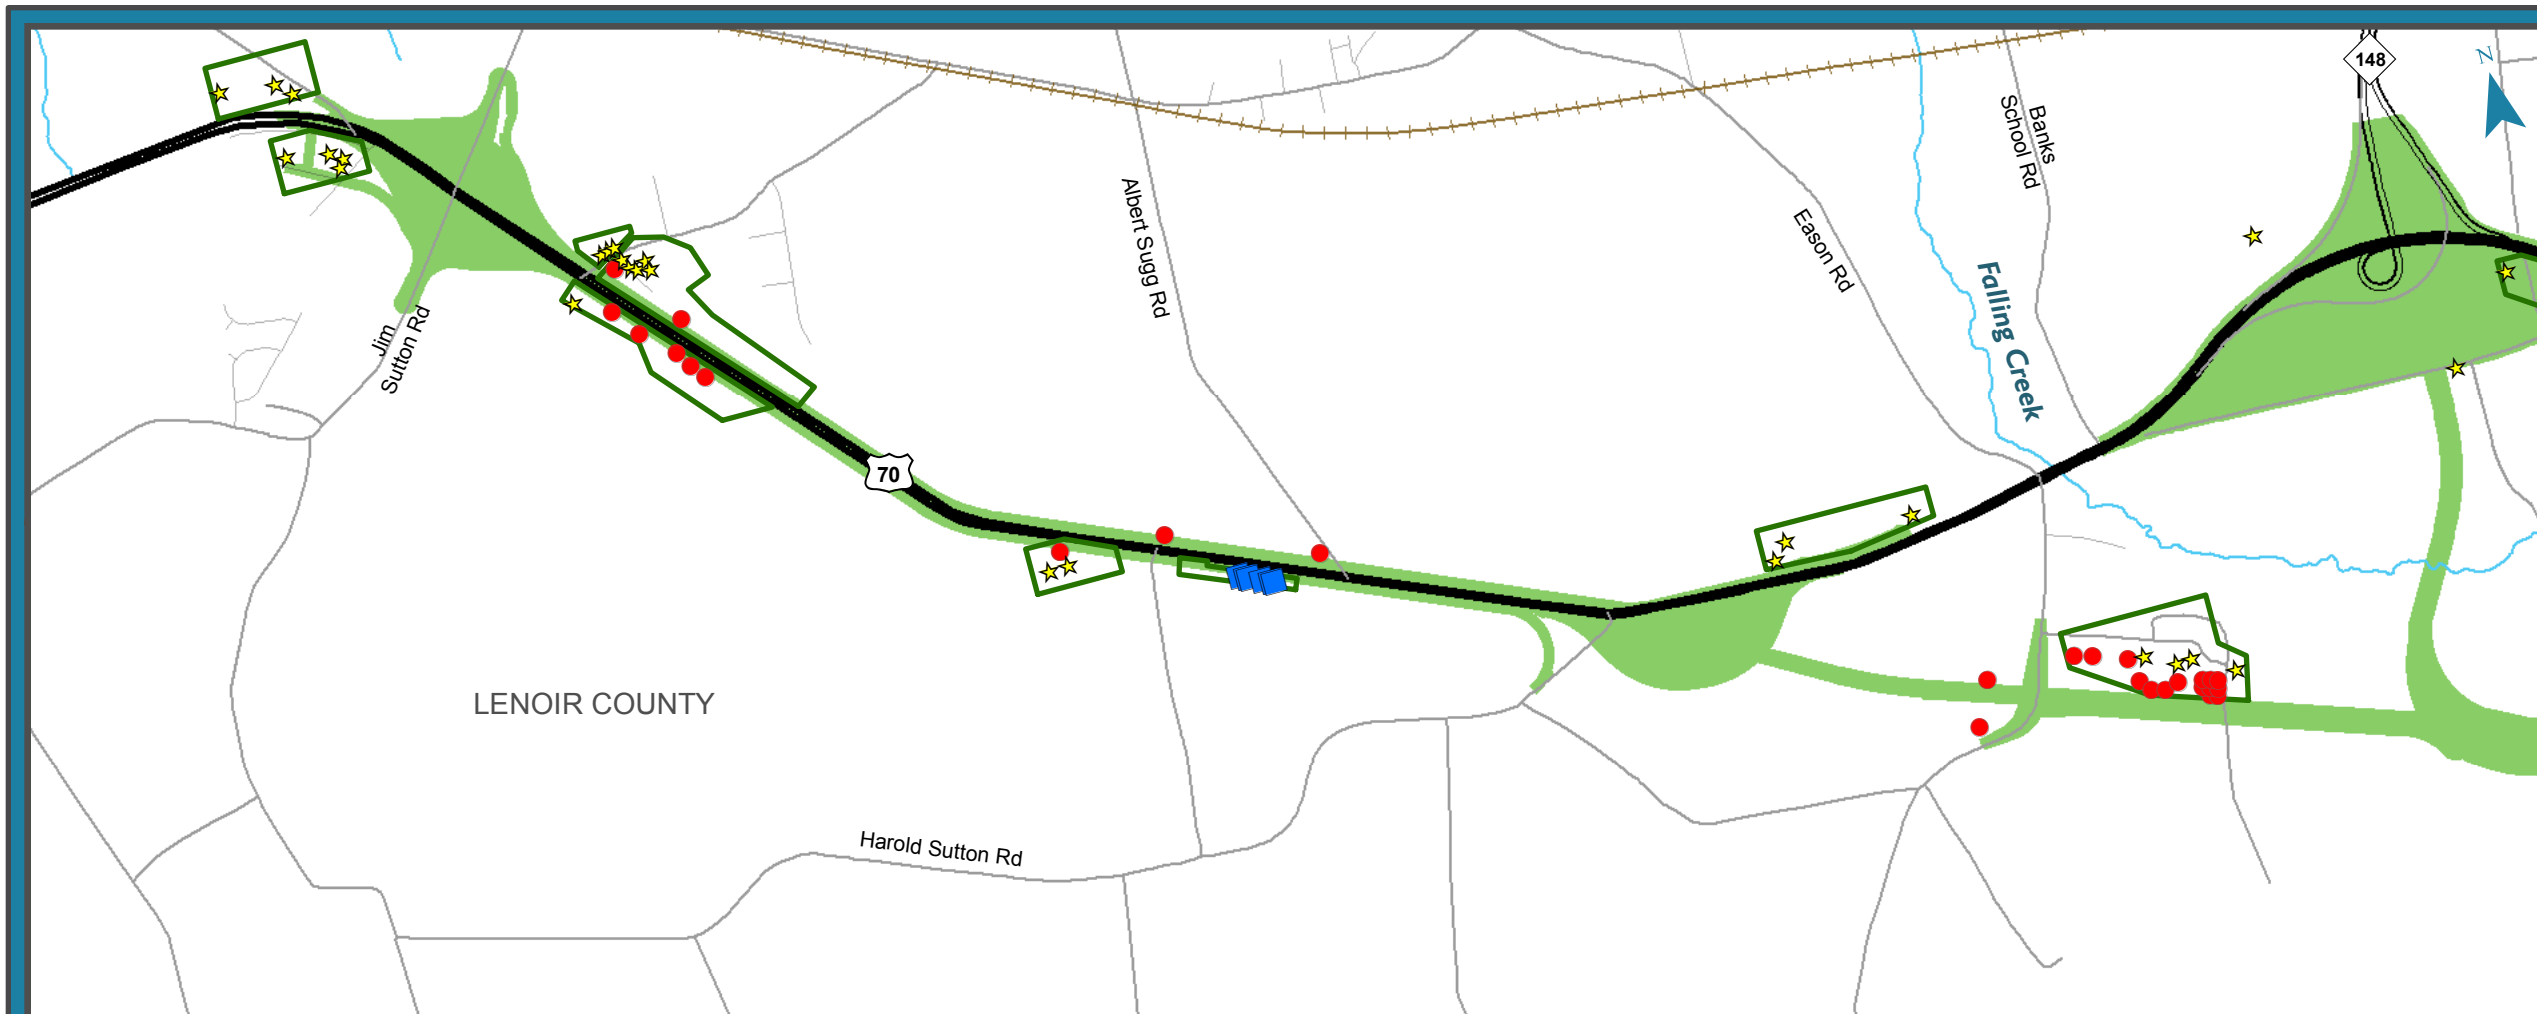 N
148
Banks
School Rd
Albert Sugg Rd
Eason Rd
Falling Creek
Jim
Sutton Rd
70
LENOIR COUNTY
Harold Sutton Rd